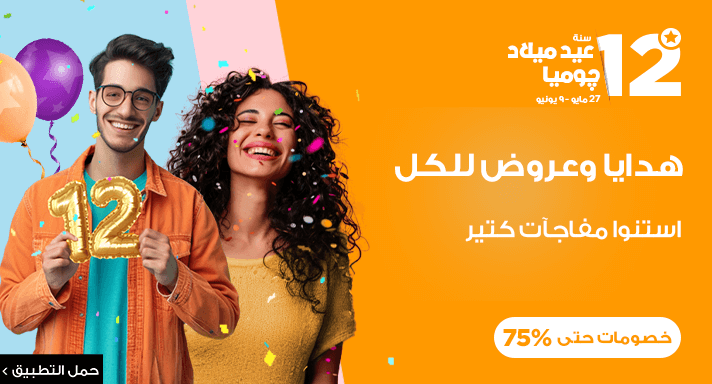 12 سنة
عيد ميلاد
چوميا
27 مايو - ٩ يونيو
هدايا وعروض للكل
استنوا مفاجآت كتير
خصومات حتى 75%
12
حمل التطبيق >